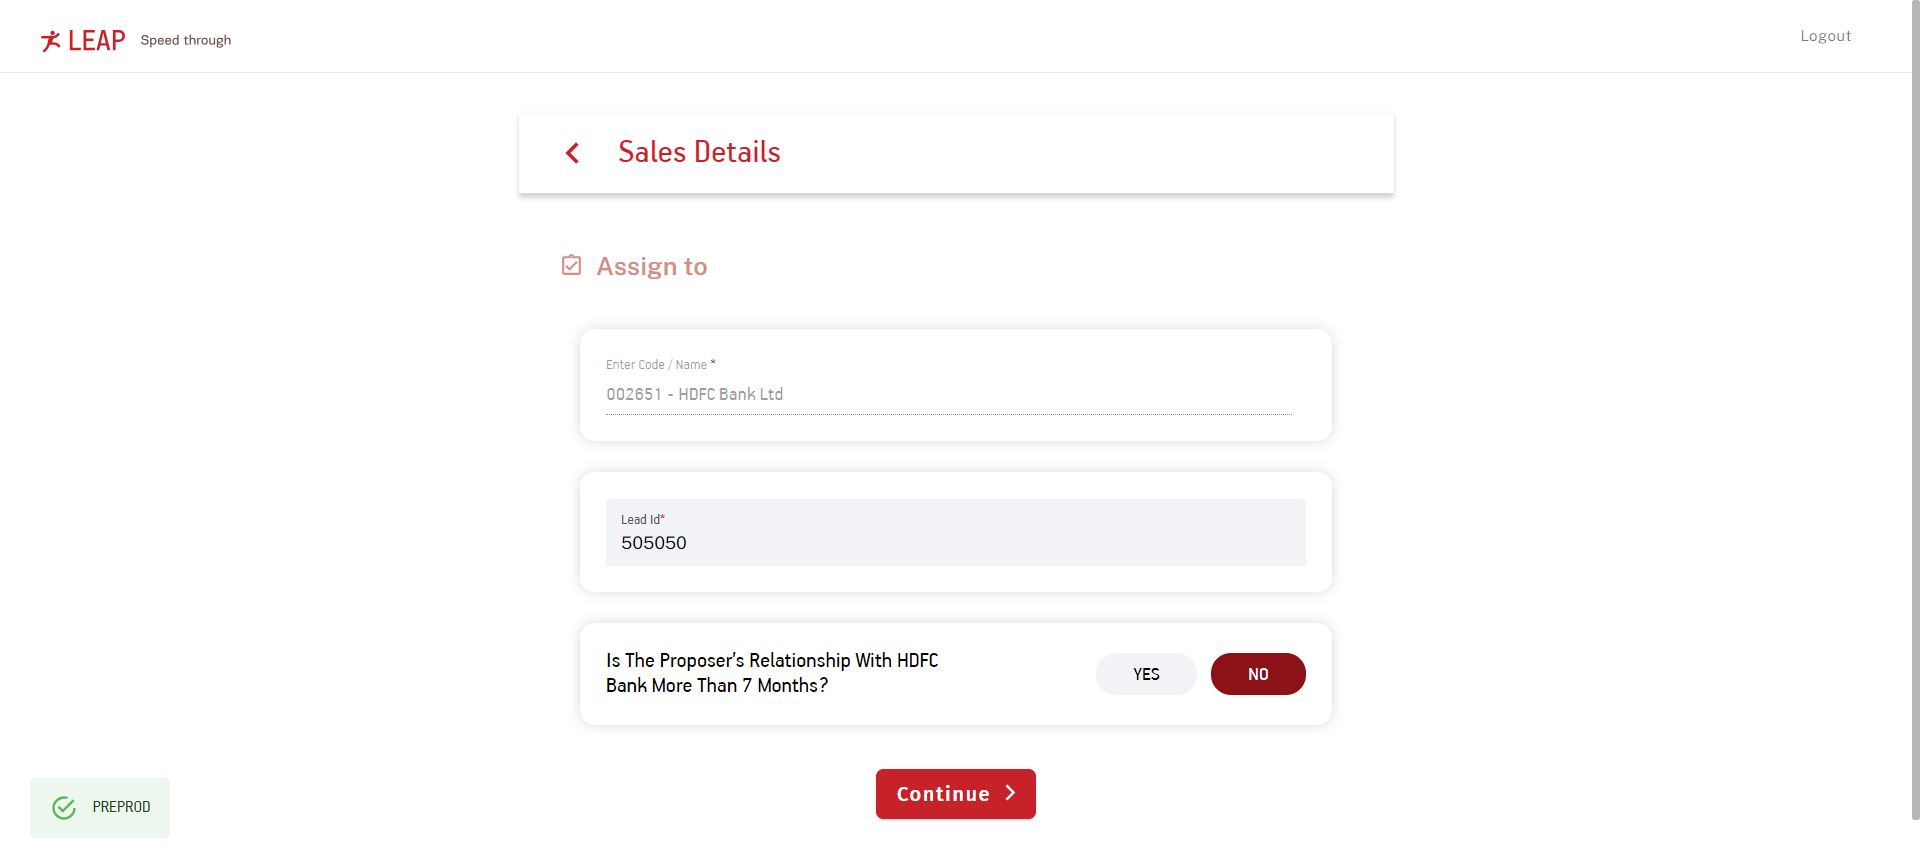 LEAP Speed through
Logout
Sales Details
Assign to
Enter Code / Name *
002651 - HDFC Bank Ltd
Lead Id*
505050
Is The Proposer's Relationship With HDFC
Bank More Than 7 Months?
YES
NO
Continue
PREPROD